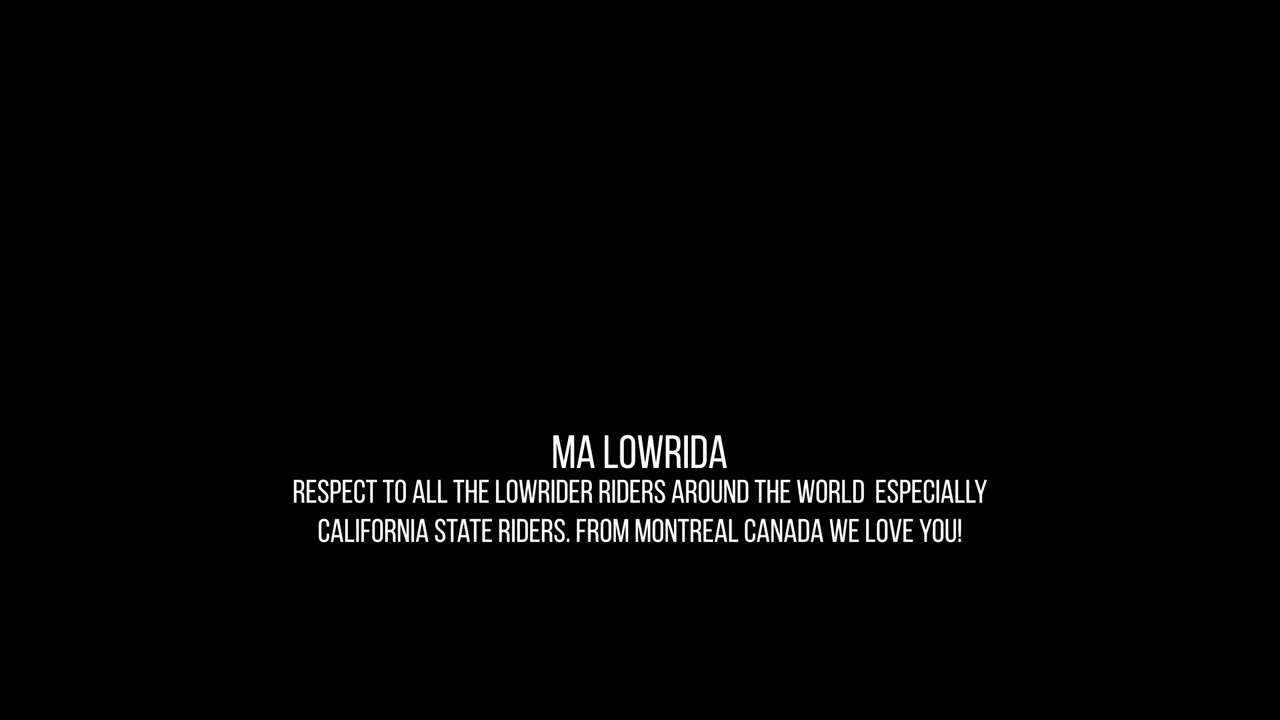 MA LOWRIDA
RESPECT TO ALL THE LOWRIDER RIDERS AROUND THE WORLD  ESPECIALLY
CALIFORNIA STATE RIDERS. FROM MONTREAL CANADA WE LOVE YOU!